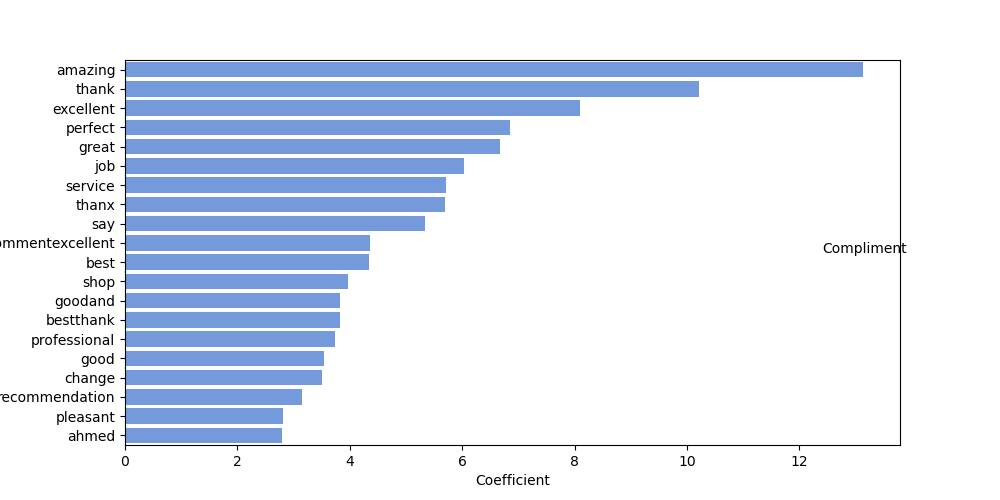 amazing
thank
excellent
perfect
great
job
service
thanx
say
ommentexcellent
Compliment
best
shop
goodand
bestthank
professional
good
change
recommendation
pleasant
ahmed
0 2 4 6 8 10 12
Coefficient